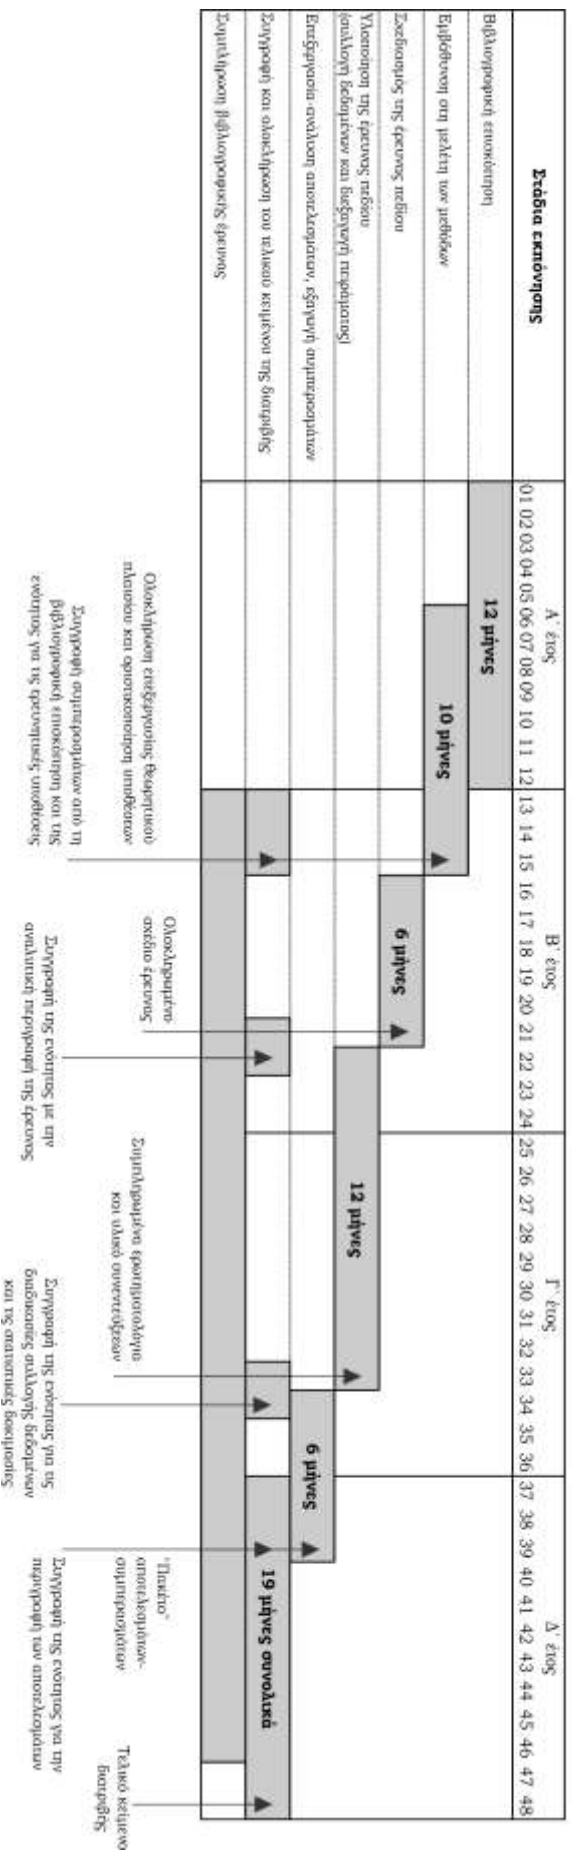 Στάδια εκπόνησης
Α΄ έτος
Β΄ έτος
Γ΄ έτος
Δ΄ έτος
01 02 03 04 05 06 07 08 09 10 11 12 13 14 15 16 17 18 19 20 21 22 23 24 25 26 27 28 29 30 31 32 33 34 35 36 37 38 39 40 41 42 43 44 45 46 47 48
Βιβλιογραφική επισκόπηση
12 μήνες
Εμβάθυνση στη μελέτη των μεθόδων
10 μήνες
Σχεδιασμός της έρευνας πεδίου
6 μήνες
Υλοποίηση της έρευνας πεδίου
(συλλογή δεδομένων και διεξαγωγή πειράματος)
12 μήνες
Επεξεργασία-ανάλυση αποτελεσμάτων, εξαγωγή συμπερασμάτων
6 μήνες
Συγγραφή και ολοκλήρωση του τελικού κειμένου της διατριβής
19 μήνες συνολικά
Συμπλήρωση βιβλιογραφικής έρευνας
Ολοκλήρωση επεξεργασίας θεωρητικού
πλαισίου και οριστικοποίηση υποθέσεων
Συγγραφή συμπερασμάτων από τη
βιβλιογραφική επισκόπηση και της
ενότητας για τις ερευνητικές υποθέσεις
Ολοκληρωμένο
σχέδιο έρευνας
Συγγραφή της ενότητας με την
αναλυτική περιγραφή της έρευνας
Συμπληρωμένα ερωτηματολόγια
και υλικό συνεντεύξεων
Συγγραφή της ενότητας για τις
διαδικασίες συλλογής δεδομένων
και τις στατιστικές δοκιμασίες
"Πακέτο"
αποτελεσμάτων-
συμπερασμάτων
Συγγραφή της ενότητας για την
περιγραφή των αποτελεσμάτων
Τελικό κείμενο
διατριβής